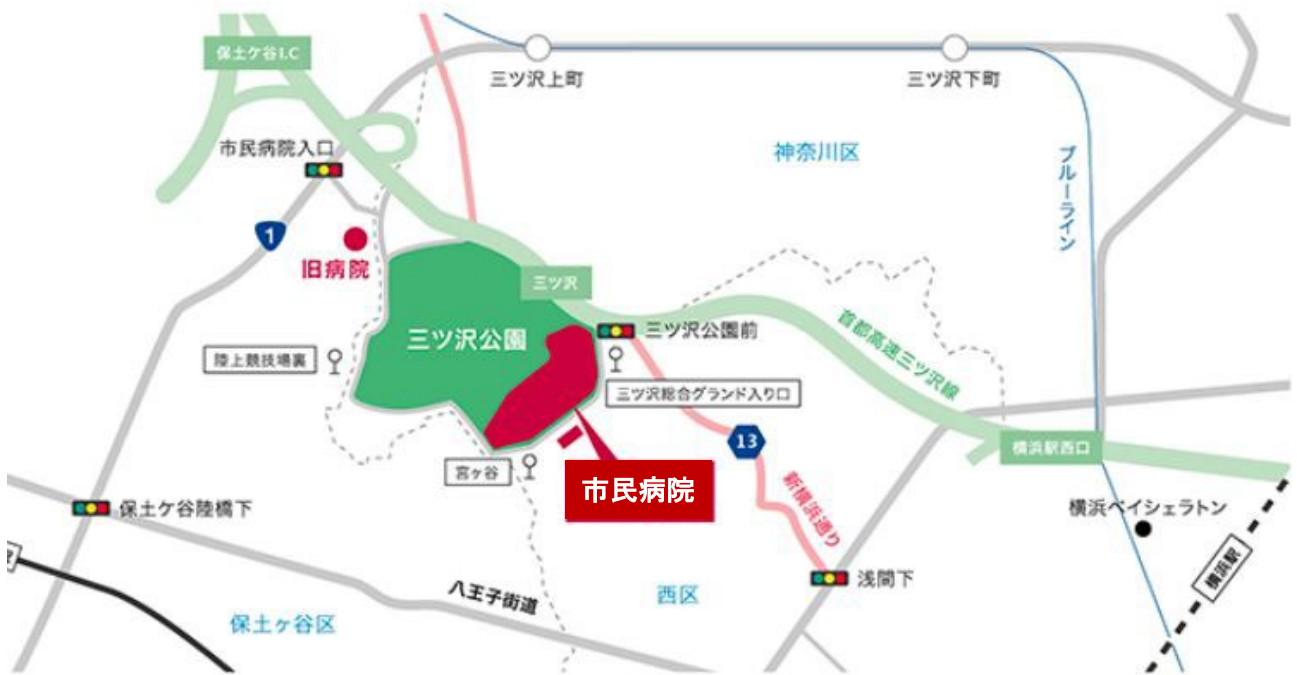 保土ケ谷I.C
三ツ沢上町
三ツ沢下町
市民病院入口
神奈川区
ブルーライン
1
旧病院
三ツ沢
三ツ沢公園
三ツ沢公園前
首都高速三ツ沢線
陸上競技場裏
三ツ沢総合グランド入り口
13
横浜駅西口
宮ヶ谷
市民病院
新横浜通り
保土ケ谷陸橋下
横浜ベイシェラトン
横浜駅
浅間下
八王子街道
西区
保土ヶ谷区